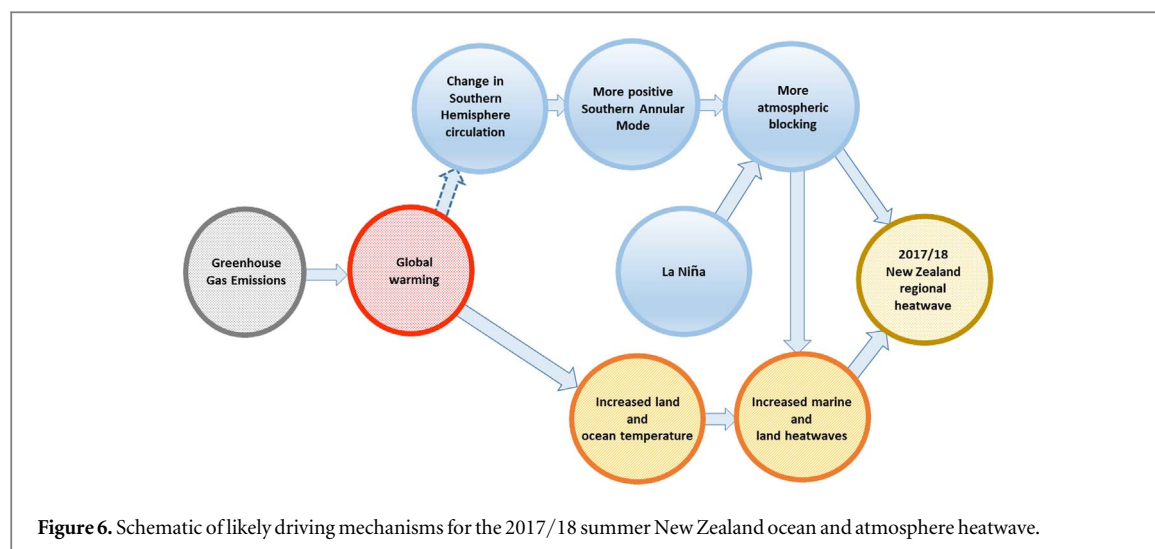 Change in
Southern
Hemisphere
circulation
More positive
Southern Annular
Mode
More
atmospheric
blocking
Greenhouse
Gas Emissions
Global
warming
La Niña
2017/18
New Zealand
regional
heatwave
Increased land
and
ocean temperature
Increased marine
and
land heatwaves
Figure 6. Schematic of likely driving mechanisms for the 2017/18 summer New Zealand ocean and atmosphere heatwave.